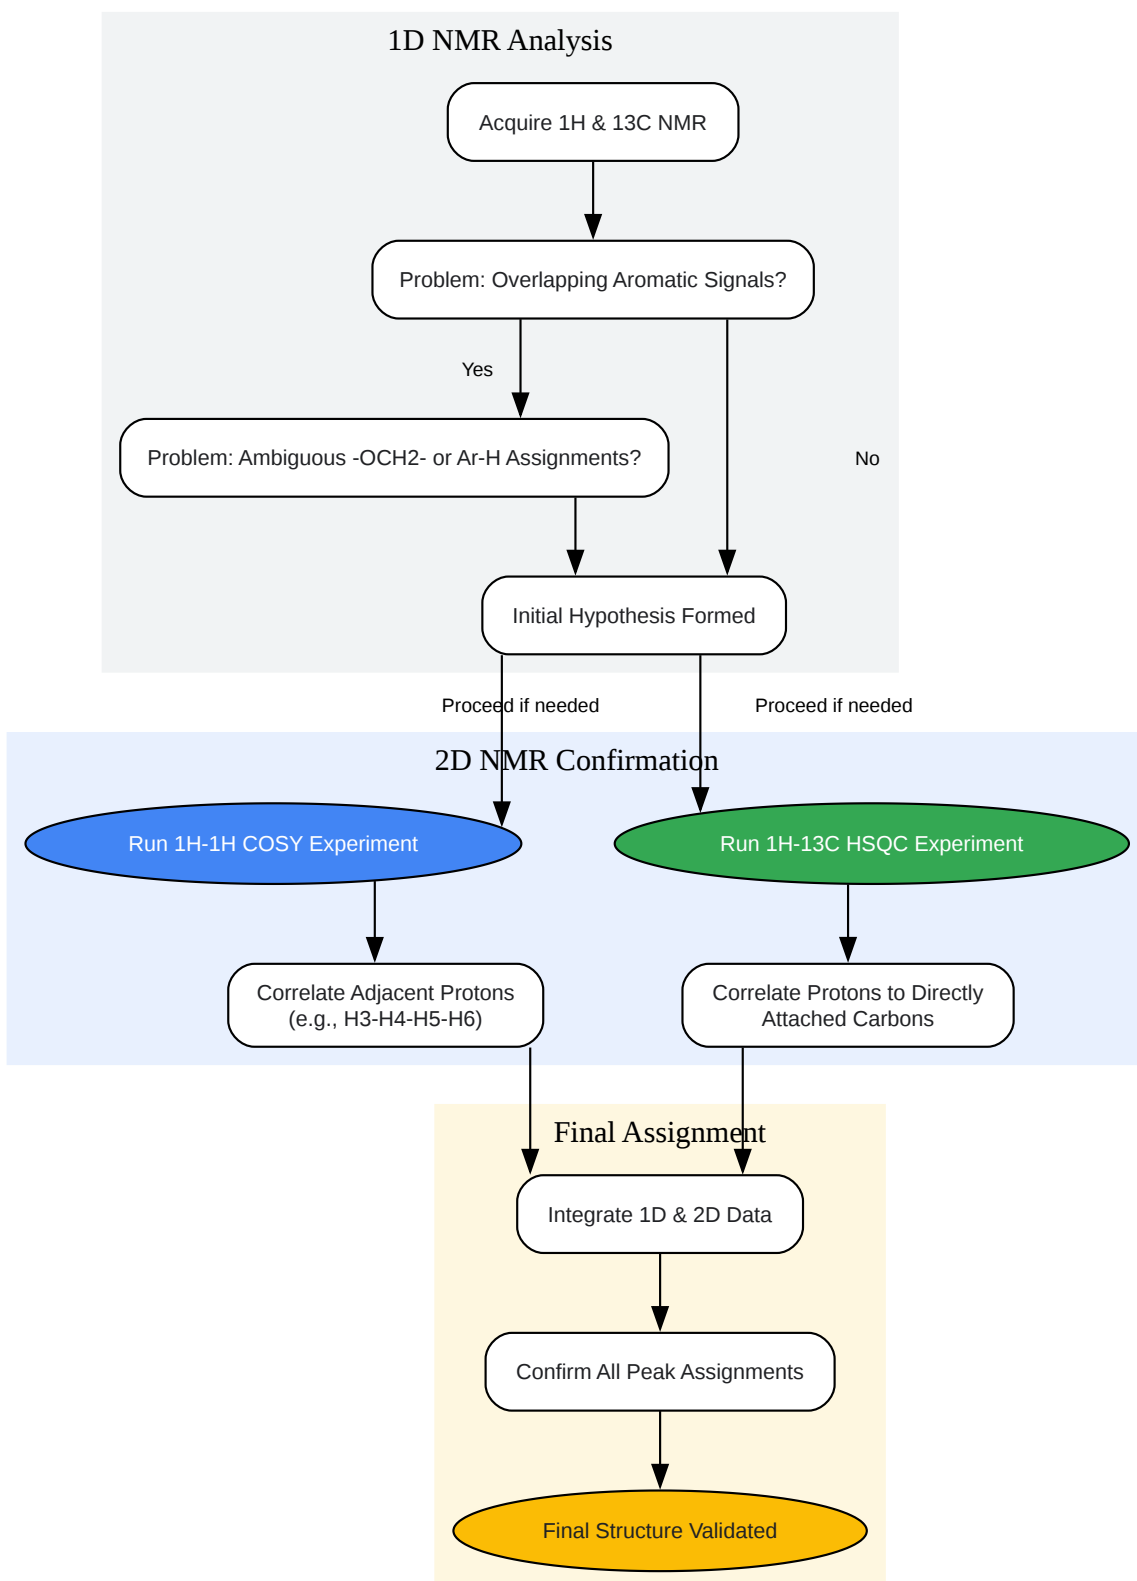 1D NMR Analysis
Acquire 1H & 13C NMR
Problem: Overlapping Aromatic Signals?
Yes
Problem: Ambiguous -OCH2- or Ar-H Assignments?
No
Initial Hypothesis Formed
Proceed if needed
Proceed if needed
2D NMR Confirmation
Run 1H-1H COSY Experiment
Run 1H-13C HSQC Experiment
Correlate Adjacent Protons
(e.g., H3-H4-H5-H6)
Correlate Protons to Directly
Attached Carbons
Final Assignment
Integrate 1D & 2D Data
Confirm All Peak Assignments
Final Structure Validated